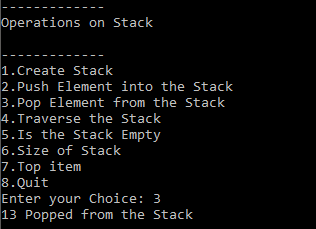 -------------
Operations on Stack
-------------
1.Create Stack
2.Push Element into the Stack
3.Pop Element from the Stack
4.Traverse the Stack
5.Is the Stack Empty
6.Size of Stack
7.Top item
8.Quit
Enter your Choice: 3
13 Popped from the Stack